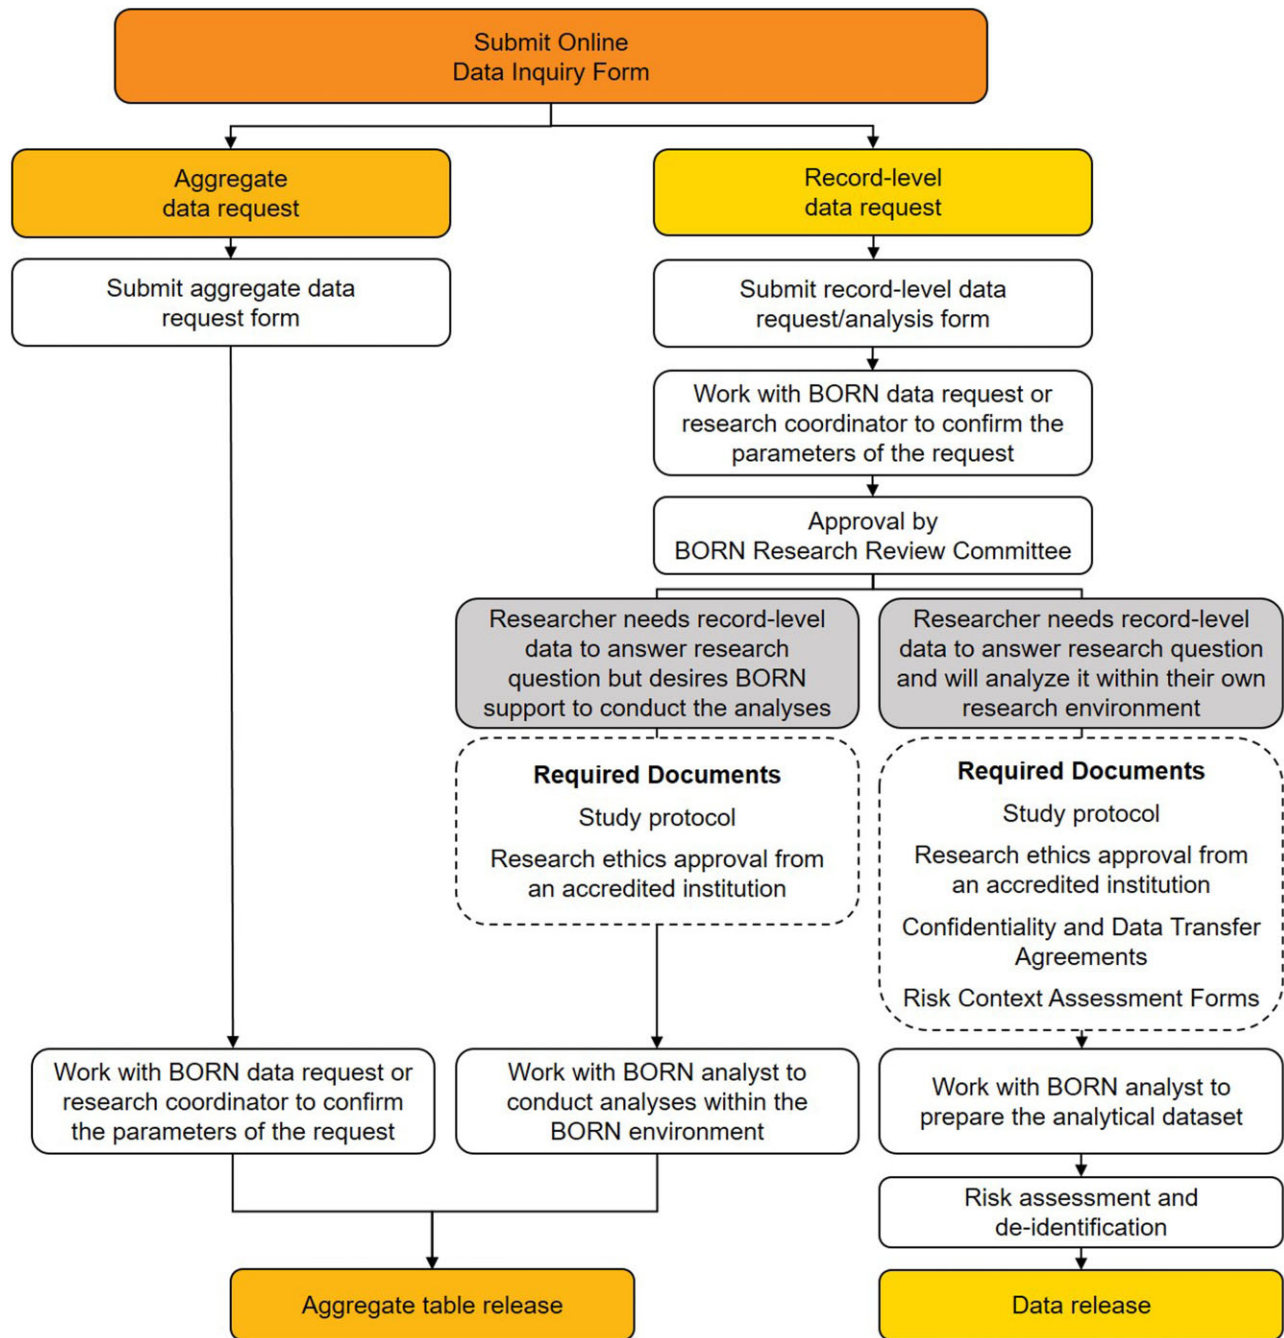 Submit Online
Data Inquiry Form
Aggregate
data request
Record-level
data request
Submit aggregate data
request form
Submit record-level data
request/analysis form
Work with BORN data request or
research coordinator to confirm the
parameters of the request
Approval by
BORN Research Review Committee
Researcher needs record-level
data to answer research
question but desires BORN
support to conduct the analyses
Researcher needs record-level
data to answer research question
and will analyze it within their own
research environment
Required Documents
Study protocol
Research ethics approval from
an accredited institution
Required Documents
Study protocol
Research ethics approval from
an accredited institution
Confidentiality and Data Transfer
Agreements
Risk Context Assessment Forms
Work with BORN data request or
research coordinator to confirm
the parameters of the request
Work with BORN analyst to
conduct analyses within the
BORN environment
Work with BORN analyst to
prepare the analytical dataset
Risk assessment and
de-identification
Aggregate table release
Data release